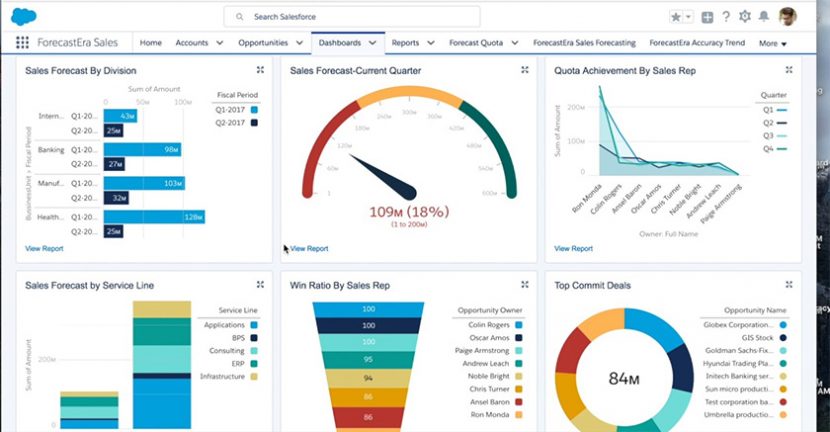 salesforce
Search Salesforce
ForecastEra Sales
Home
Accounts
Opportunities
Dashboards
Reports
Forecast Quota
ForecastEra Sales Forecasting
ForecastEra Accuracy Trend
More
Sales Forecast By Division
Sum of Amount
0 50M 100M
BusinessUnit > Fiscal Period
Intern... Q1-20... 43M
Q2-20... 25M
Banking Q1-20... 98M
Q2-20... 27M
Manuf... Q1-20... 103M
Q2-20... 32M
Health... Q1-20... 128M
Q2-20... 25M
Fiscal Period
Q1-2017
Q2-2017
View Report
Sales Forecast-Current Quarter
1
60M
120M
180M
300M
420M
480M
600M
109M (18%)
(1 to 200M)
View Report
Quota Achievement By Sales Rep
Sum of Amount
200M
100M
0
Ron Monda
Colin Rogers
Ansel Baron
Oscar Amos
Chris Turner
Noble Bright
Andrew Leach
Paige Armstrong
Owner: Full Name
Quarter
Q1
Q2
Q3
Q4
View Report
Sales Forecast by Service Line
Sum of Amount
200M
Service Line
Applications
BPS
Consulting
ERP
Infrastructure
Win Ratio By Sales Rep
100
100
100
95
94
86
86
Opportunity Owner
Colin Rogers
Oscar Amos
Paige Armstrong
Andrew Leach
Noble Bright
Chris Turner
Ansel Baron
Ron Monda
Top Commit Deals
84M
Opportunity Name
Globex Corporation...
GIS Stock
Goldman Sachs-Fix...
Hyundai Trading Pla...
Initech Banking ser...
Sun micro producti...
Test corporation ba...
Umbrella productio...